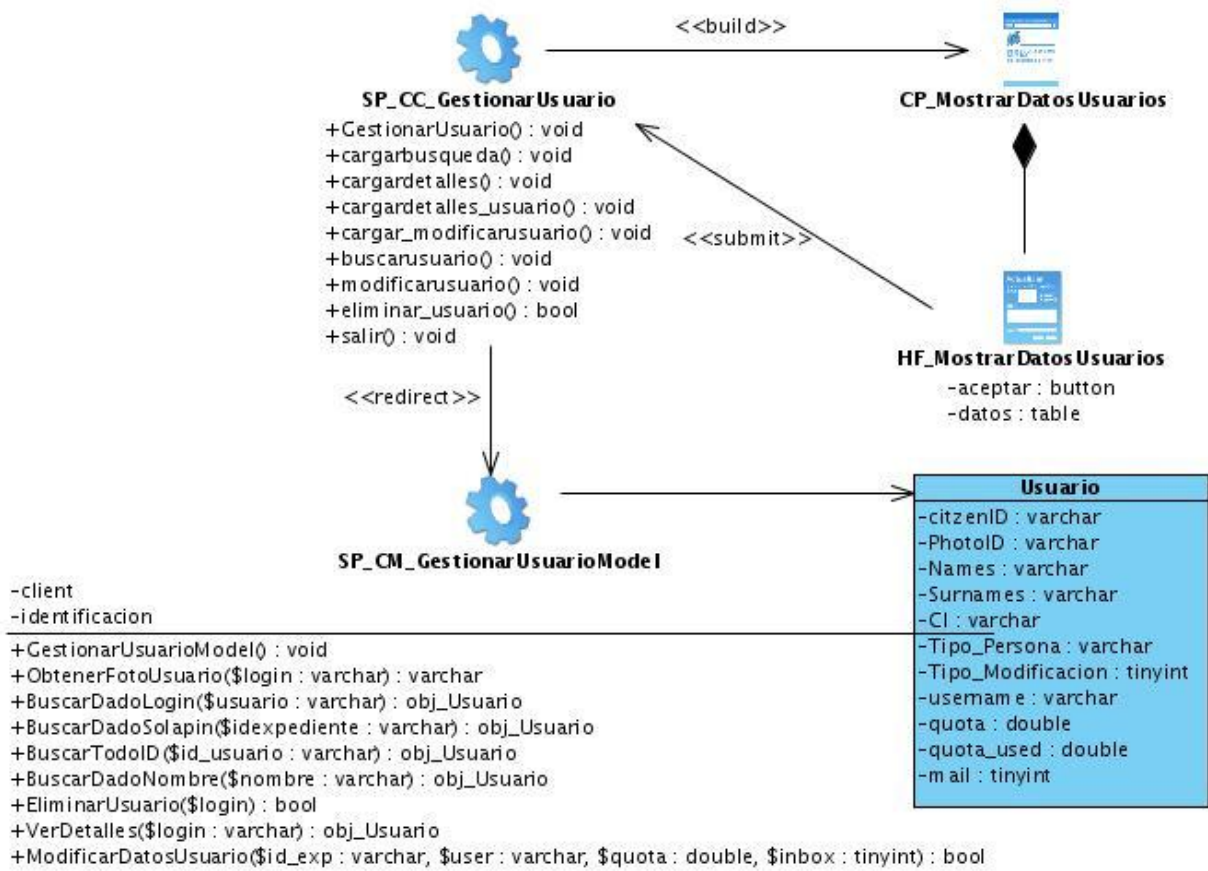 <<build>>
SP_CC_GestionarUsuario
CP_MostrarDatosUsuarios
+GestionarUsuario() : void
+cargarbusqueda() : void
+cargardetalles() : void
+cargardetalles_usuario() : void
+cargar_modificarusuario() : void
+buscarusuario() : void
+modificarusuario() : void
+eliminar_usuario() : bool
+salir() : void
<<submit>>
HF_MostrarDatosUsuarios
-aceptar : button
-datos : table
<<redirect>>
SP_CM_GestionarUsuarioModel
-client
-identificacion
+GestionarUsuarioModel() : void
+ObtenerFotoUsuario($login : varchar) : varchar
+BuscarDadoLogin($usuario : varchar) : obj_Usuario
+BuscarDadoSolapin($idexpediente : varchar) : obj_Usuario
+BuscarTodoID($id_usuario : varchar) : obj_Usuario
+BuscarDadoNombre($nombre : varchar) : obj_Usuario
+EliminarUsuario($login) : bool
+VerDetalles($login : varchar) : obj_Usuario
+ModificarDatosUsuario($id_exp : varchar, $user : varchar, $quota : double, $inbox : tinyint) : bool
Usuario
-citzenID : varchar
-PhotoID : varchar
-Names : varchar
-Surnames : varchar
-CI : varchar
-Tipo_Persona : varchar
-Tipo_Modificacion : tinyint
-username : varchar
-quota : double
-quota_used : double
-mail : tinyint